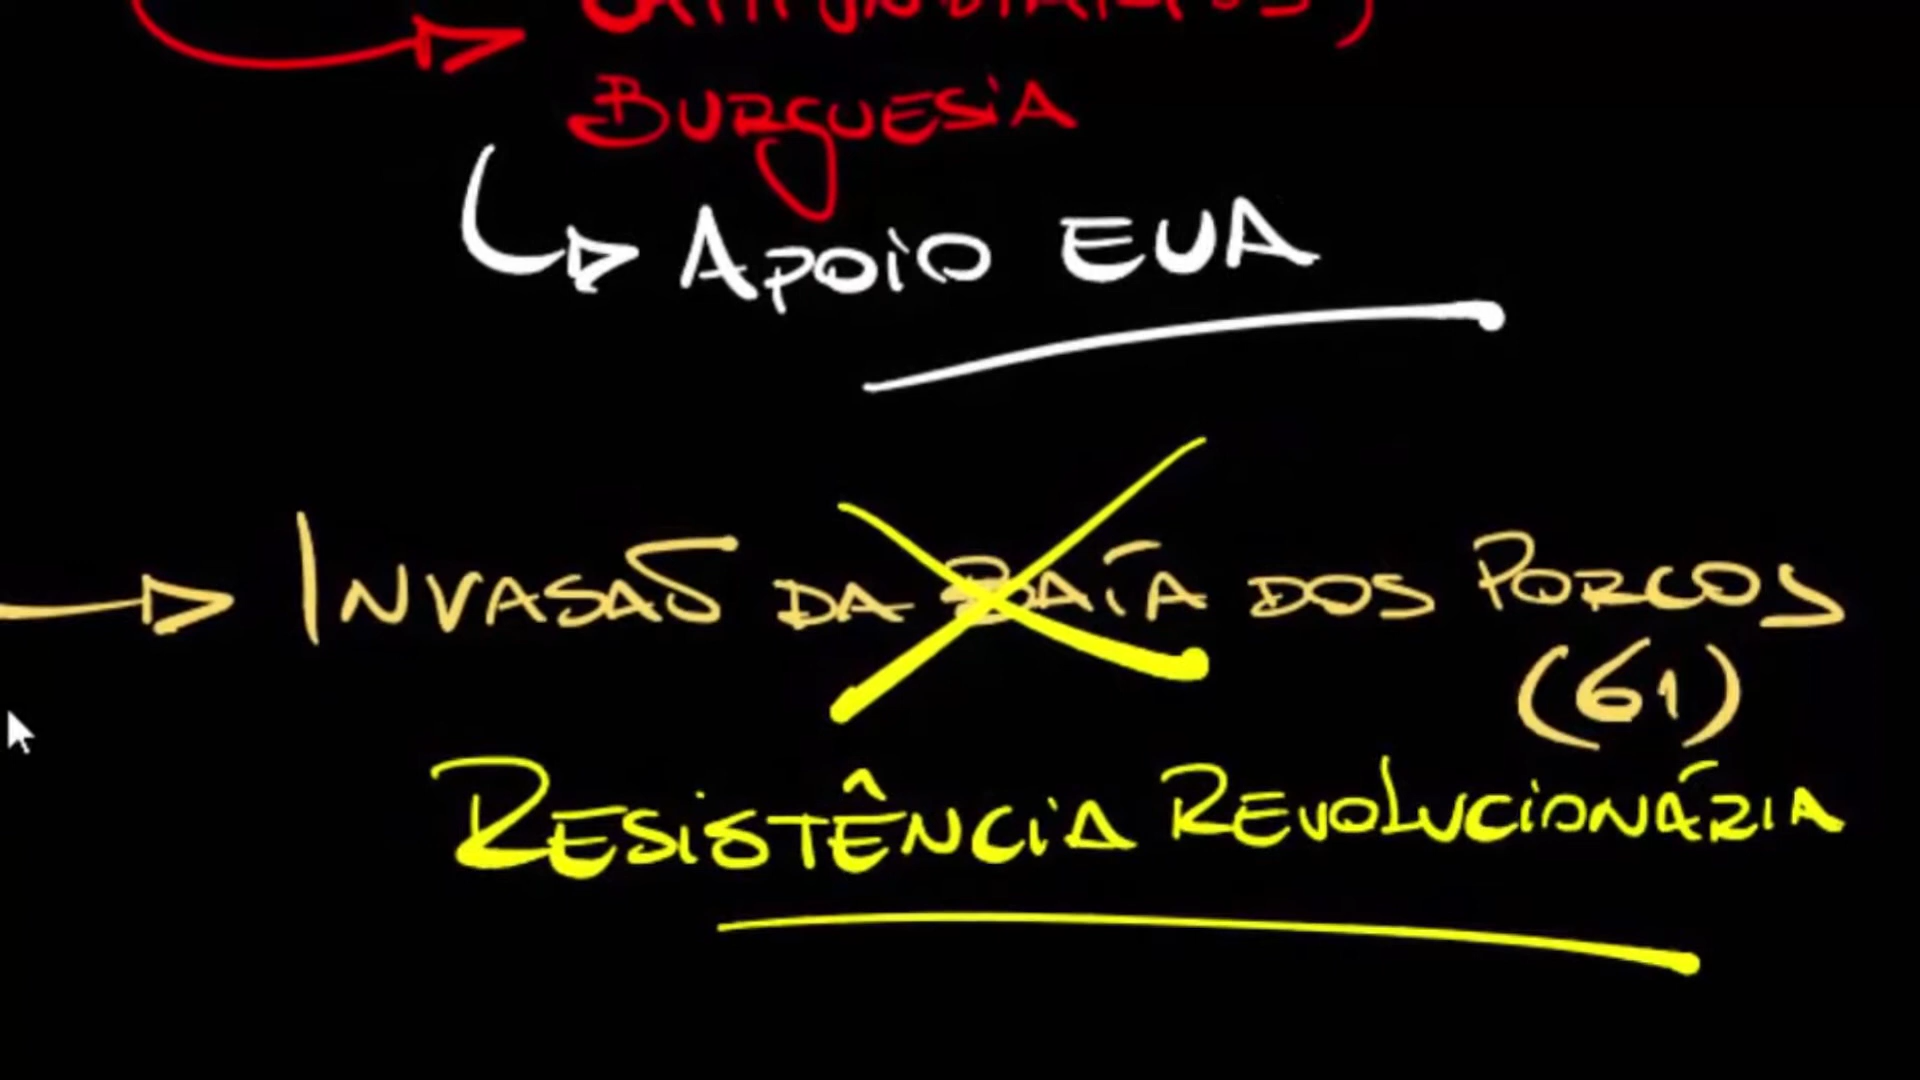 BURGUESIA
APOIO EUA
INVASÃO DA BAÍA DOS PORCOS
(61)
RESISTÊNCIA REVOLUCIONÁRIA